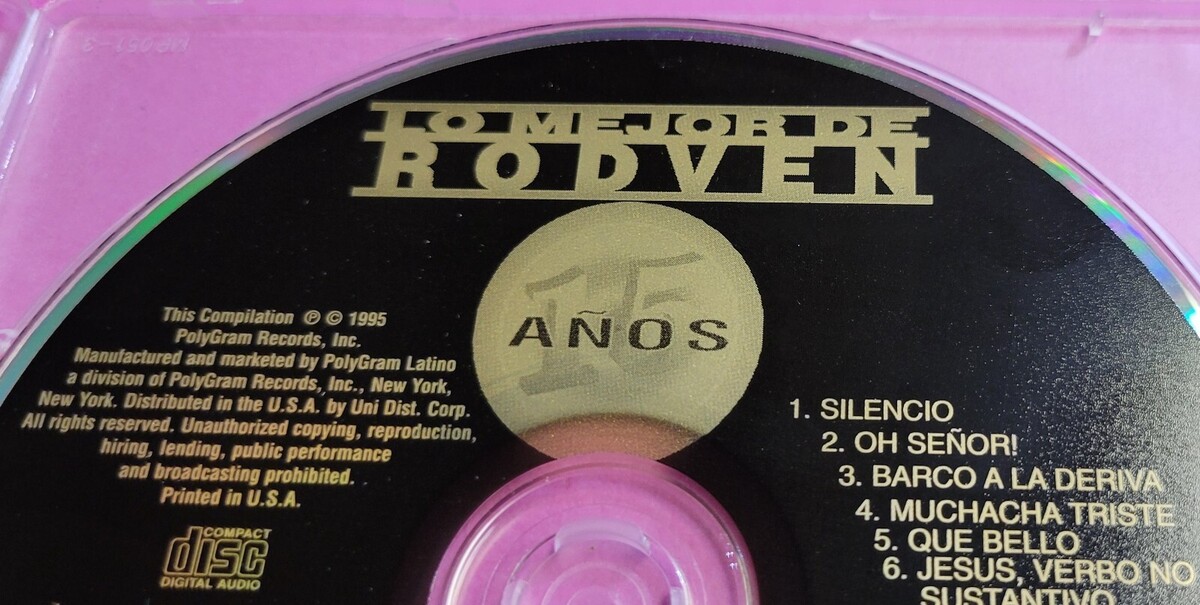 LO MEJOR DE
RODVEN
15
AÑOS
This Compilation ℗ © 1995
PolyGram Records, Inc.
Manufactured and marketed by PolyGram Latino
a division of PolyGram Records, Inc., New York,
New York. Distributed in the U.S.A. by Uni Dist. Corp.
All rights reserved. Unauthorized copying, reproduction,
hiring, lending, public performance
and broadcasting prohibited.
Printed in U.S.A.
COMPACT
disc
DIGITAL AUDIO
1. SILENCIO
2. OH SEÑOR!
3. BARCO A LA DERIVA
4. MUCHACHA TRISTE
5. QUE BELLO
6. JESUS, VERBO NO
SUSTANTIVO